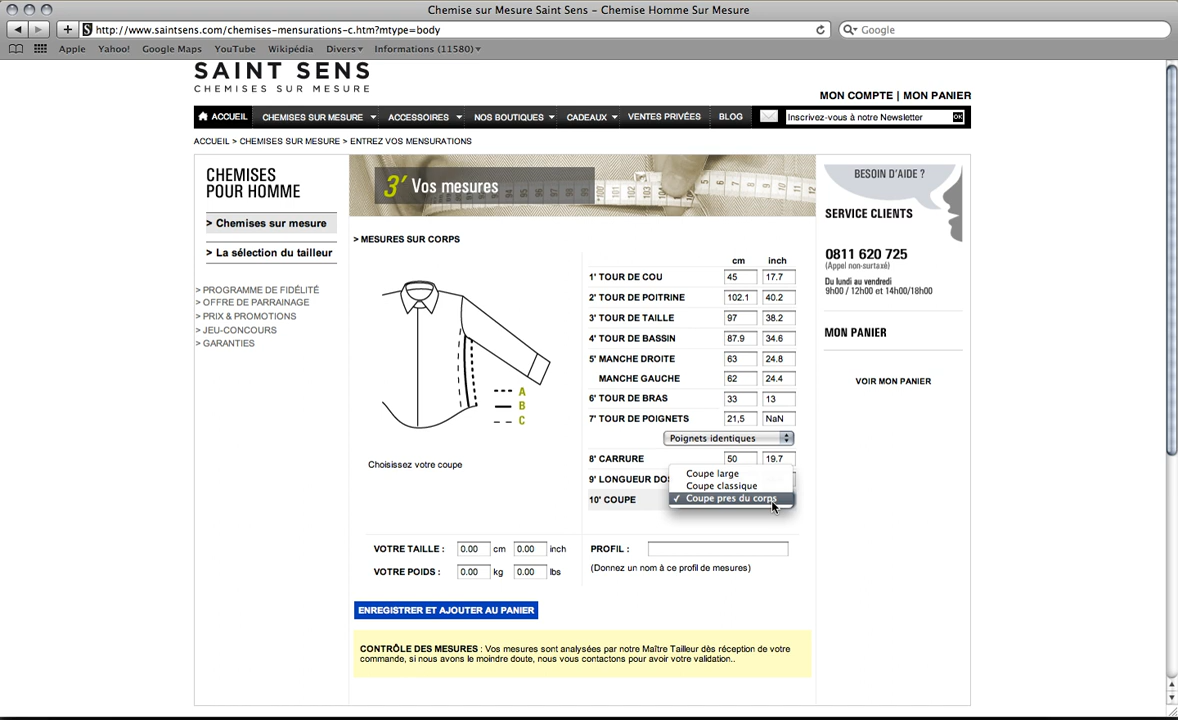 Chemise sur Mesure Saint Sens – Chemise Homme Sur Mesure
http://www.saintsens.com/chemises-mensurations-c.htm?mtype=body
Google
Apple Yahoo! Google Maps YouTube Wikipédia Divers Informations (11580)
SAINT SENS
CHEMISES SUR MESURE
MON COMPTE | MON PANIER
ACCUEIL CHEMISES SUR MESURE ACCESSOIRES NOS BOUTIQUES CADEAUX VENTES PRIVÉES BLOG Inscrivez-vous à notre Newsletter OK
ACCUEIL > CHEMISES SUR MESURE > ENTREZ VOS MENSURATIONS
CHEMISES
POUR HOMME
> Chemises sur mesure
> La sélection du tailleur
> PROGRAMME DE FIDÉLITÉ
> OFFRE DE PARRAINAGE
> PRIX & PROMOTIONS
> JEU-CONCOURS
> GARANTIES
3' Vos mesures
> MESURES SUR CORPS
A
B
C
Choisissez votre coupe
cm inch
1' TOUR DE COU 45 17.7
2' TOUR DE POITRINE 102.1 40.2
3' TOUR DE TAILLE 97 38.2
4' TOUR DE BASSIN 87.9 34.6
5' MANCHE DROITE 63 24.8
MANCHE GAUCHE 62 24.4
6' TOUR DE BRAS 33 13
7' TOUR DE POIGNETS 21,5 NaN
Poignets identiques
8' CARRURE 50 19.7
9' LONGUEUR DOS
10' COUPE
Coupe large
Coupe classique
✓ Coupe pres du corps
VOTRE TAILLE : 0.00 cm 0.00 inch
VOTRE POIDS : 0.00 kg 0.00 lbs
PROFIL :
(Donnez un nom à ce profil de mesures)
ENREGISTRER ET AJOUTER AU PANIER
CONTRÔLE DES MESURES : Vos mesures sont analysées par notre Maître Tailleur dès réception de votre
commande, si nous avons le moindre doute, nous vous contactons pour avoir votre validation..
BESOIN D'AIDE ?
SERVICE CLIENTS
0811 620 725
(Appel non-surtaxé)
Du lundi au vendredi
9h00 / 12h00 et 14h00/18h00
MON PANIER
VOIR MON PANIER